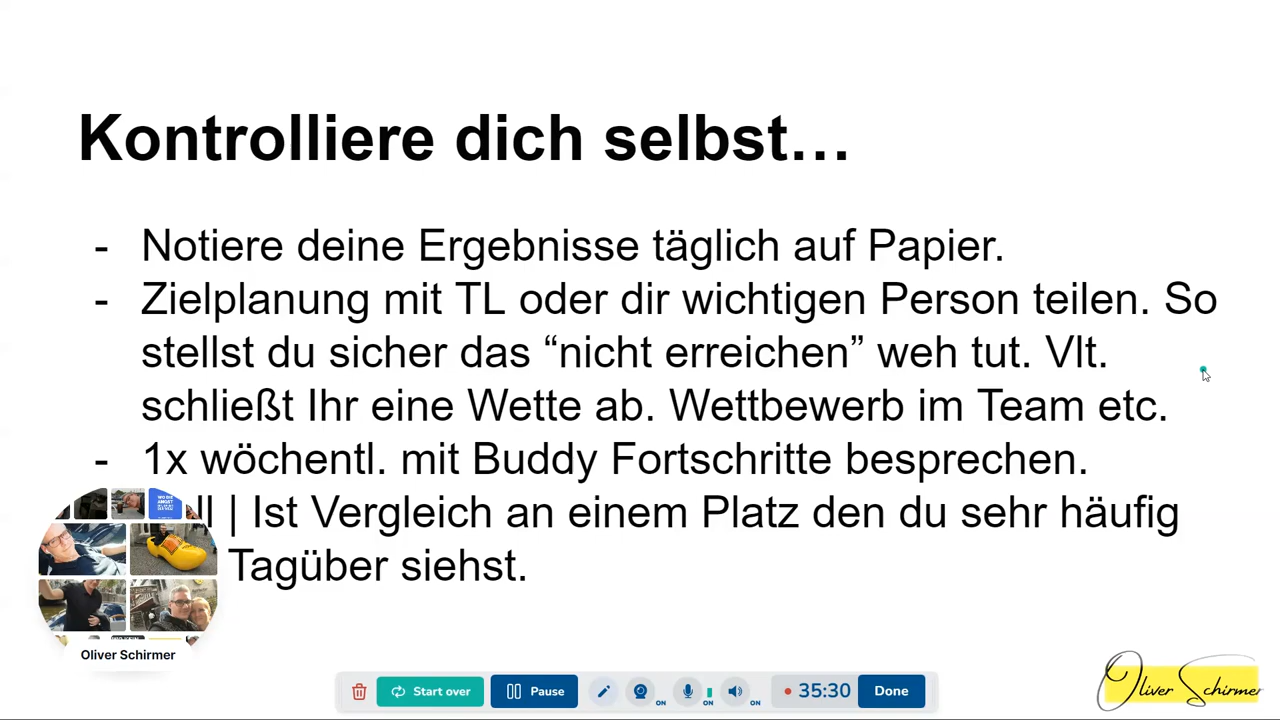 Kontrolliere dich selbst…
- Notiere deine Ergebnisse täglich auf Papier.
- Zielplanung mit TL oder dir wichtigen Person teilen. So
stellst du sicher das “nicht erreichen” weh tut. Vlt.
schließt Ihr eine Wette ab. Wettbewerb im Team etc.
- 1x wöchentl. mit Buddy Fortschritte besprechen.
ll | Ist Vergleich an einem Platz den du sehr häufig
Tagüber siehst.
WO DIE
ANGST
Oliver Schirmer
Start over
Pause
ON
ON
ON
35:30
Done
Oliver Schirmer